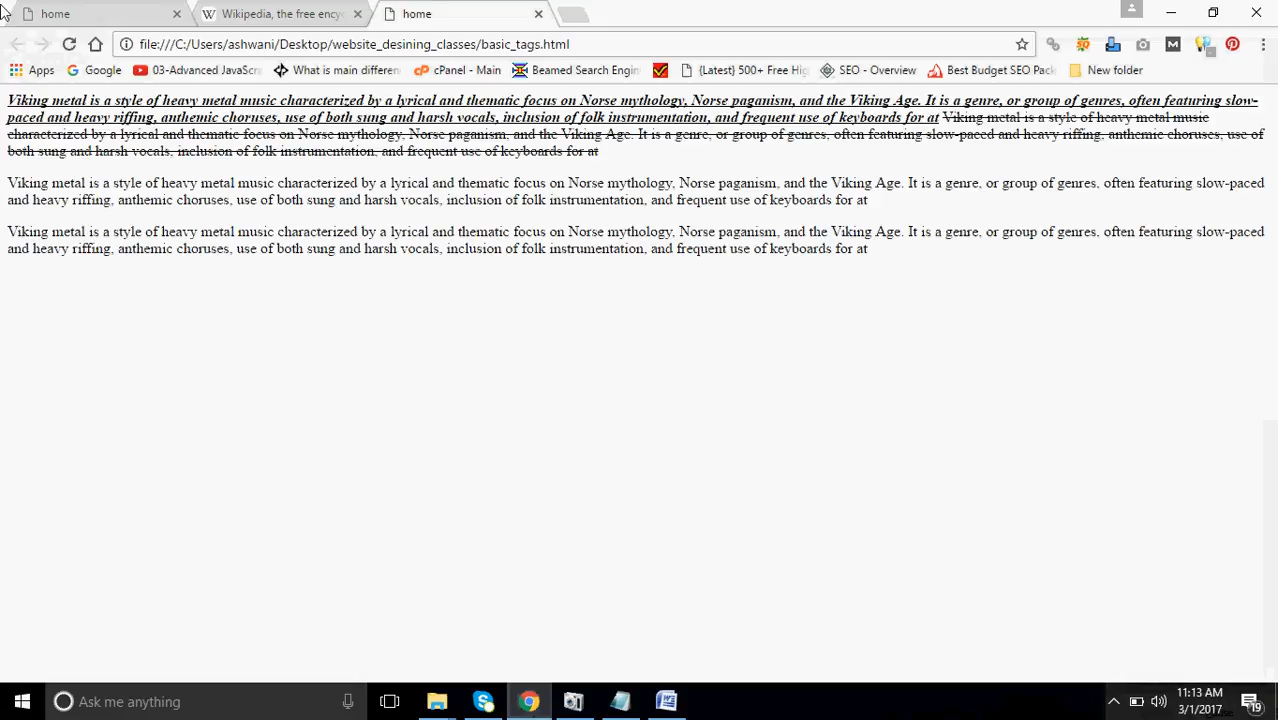 home
Wikipedia, the free ency
home
file:///C:/Users/ashwani/Desktop/website_desining_classes/basic_tags.html
Apps
Google
03-Advanced JavaScr
What is main differen
cPanel - Main
Beamed Search Engin
{Latest} 500+ Free Hig
SEO - Overview
Best Budget SEO Pack
New folder
Viking metal is a style of heavy metal music characterized by a lyrical and thematic focus on Norse mythology, Norse paganism, and the Viking Age. It is a genre, or group of genres, often featuring slow-
paced and heavy riffing, anthemic choruses, use of both sung and harsh vocals, inclusion of folk instrumentation, and frequent use of keyboards for at Viking metal is a style of heavy metal music
characterized by a lyrical and thematic focus on Norse mythology, Norse paganism, and the Viking Age. It is a genre, or group of genres, often featuring slow-paced and heavy riffing, anthemic choruses, use of
both sung and harsh vocals, inclusion of folk instrumentation, and frequent use of keyboards for at
Viking metal is a style of heavy metal music characterized by a lyrical and thematic focus on Norse mythology, Norse paganism, and the Viking Age. It is a genre, or group of genres, often featuring slow-paced
and heavy riffing, anthemic choruses, use of both sung and harsh vocals, inclusion of folk instrumentation, and frequent use of keyboards for at
Viking metal is a style of heavy metal music characterized by a lyrical and thematic focus on Norse mythology, Norse paganism, and the Viking Age. It is a genre, or group of genres, often featuring slow-paced
and heavy riffing, anthemic choruses, use of both sung and harsh vocals, inclusion of folk instrumentation, and frequent use of keyboards for at
Ask me anything
11:13 AM
3/1/2017
19